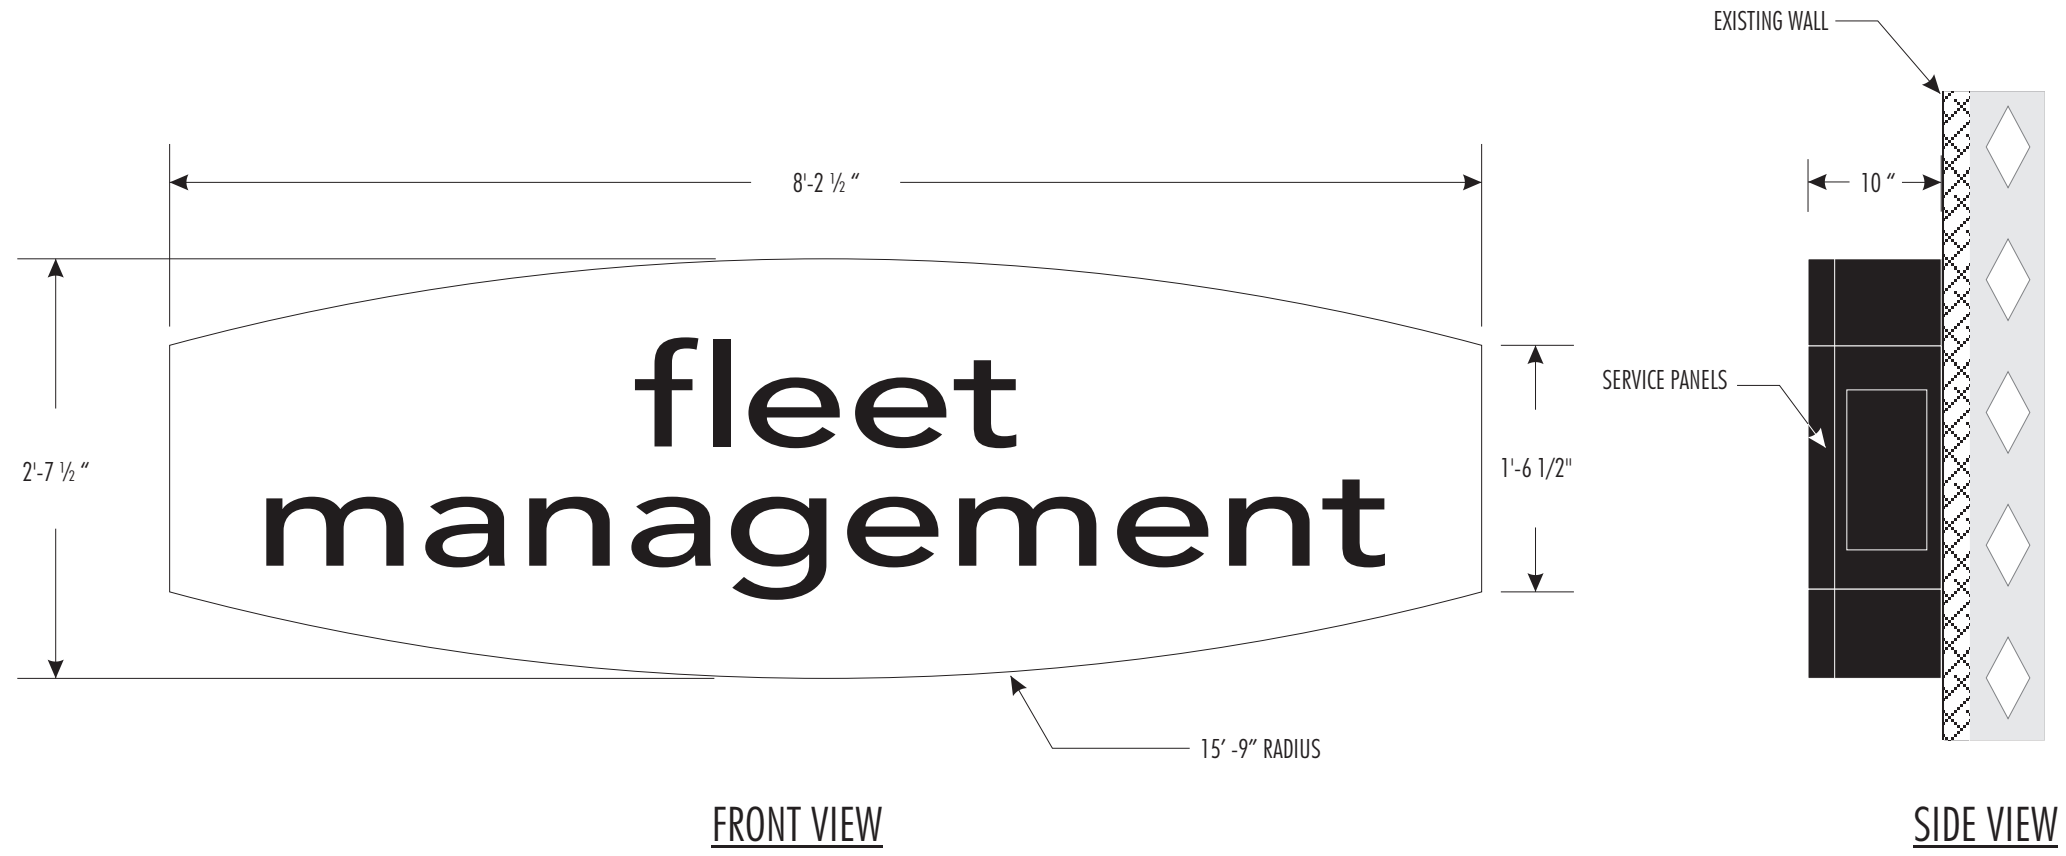 EXISTING WALL
8'-2 ½ "
10 "
fleet
SERVICE PANELS
2'-7 ½ "
1'-6 1/2"
management
15' -9" RADIUS
FRONT VIEW
SIDE VIEW